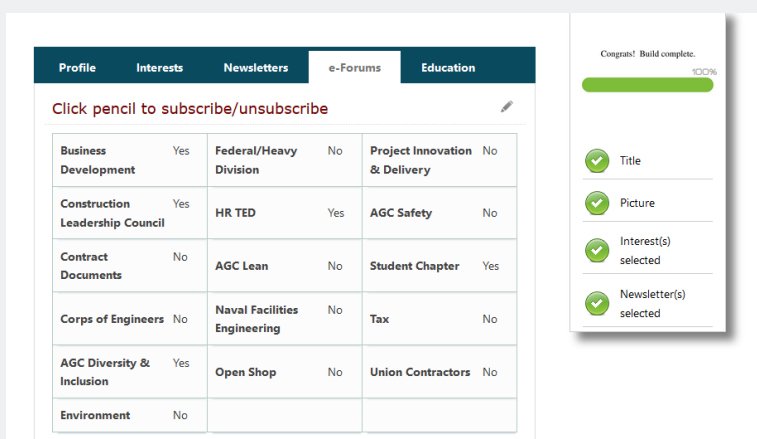 Profile Interests Newsletters e-Forums Education
Click pencil to subscribe/unsubscribe
Business Yes Federal/Heavy No Project Innovation No
Development Division & Delivery
Construction Yes HR TED Yes AGC Safety No
Leadership Council
Contract No AGC Lean No Student Chapter Yes
Documents
Corps of Engineers No Naval Facilities No Tax No
Engineering
AGC Diversity & Yes Open Shop No Union Contractors No
Inclusion
Environment No
Congrats! Build complete.
100%
Title
Picture
Interest(s)
selected
Newsletter(s)
selected